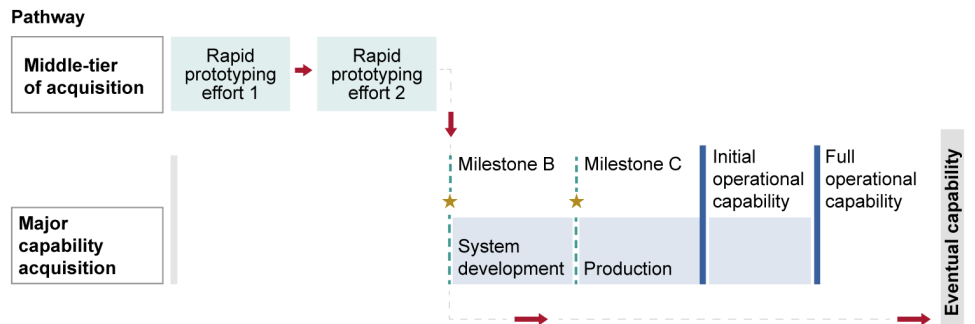 Pathway
Middle-tier
of acquisition
Rapid
prototyping
effort 1
Rapid
prototyping
effort 2
Major
capability
acquisition
Milestone B
Milestone C
Initial
operational
capability
Full
operational
capability
System
development
Production
Eventual capability